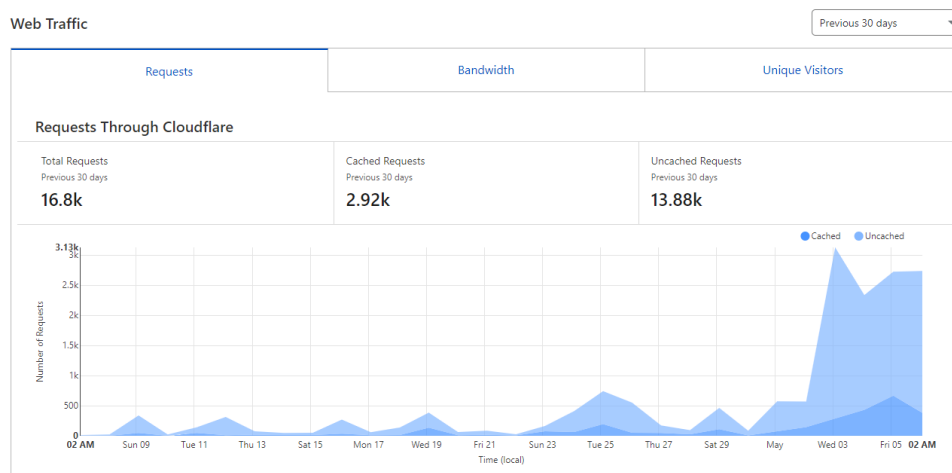 Web Traffic
Previous 30 days
Requests
Bandwidth
Unique Visitors
Requests Through Cloudflare
Total Requests
Previous 30 days
16.8k
Cached Requests
Previous 30 days
2.92k
Uncached Requests
Previous 30 days
13.88k
Cached
Uncached
3.13k
3k
2.5k
2k
1.5k
1k
500
0
Number of Requests
02 AM Sun 09 Tue 11 Thu 13 Sat 15 Mon 17 Wed 19 Fri 21 Sun 23 Tue 25 Thu 27 Sat 29 May Wed 03 Fri 05 02 AM
Time (local)